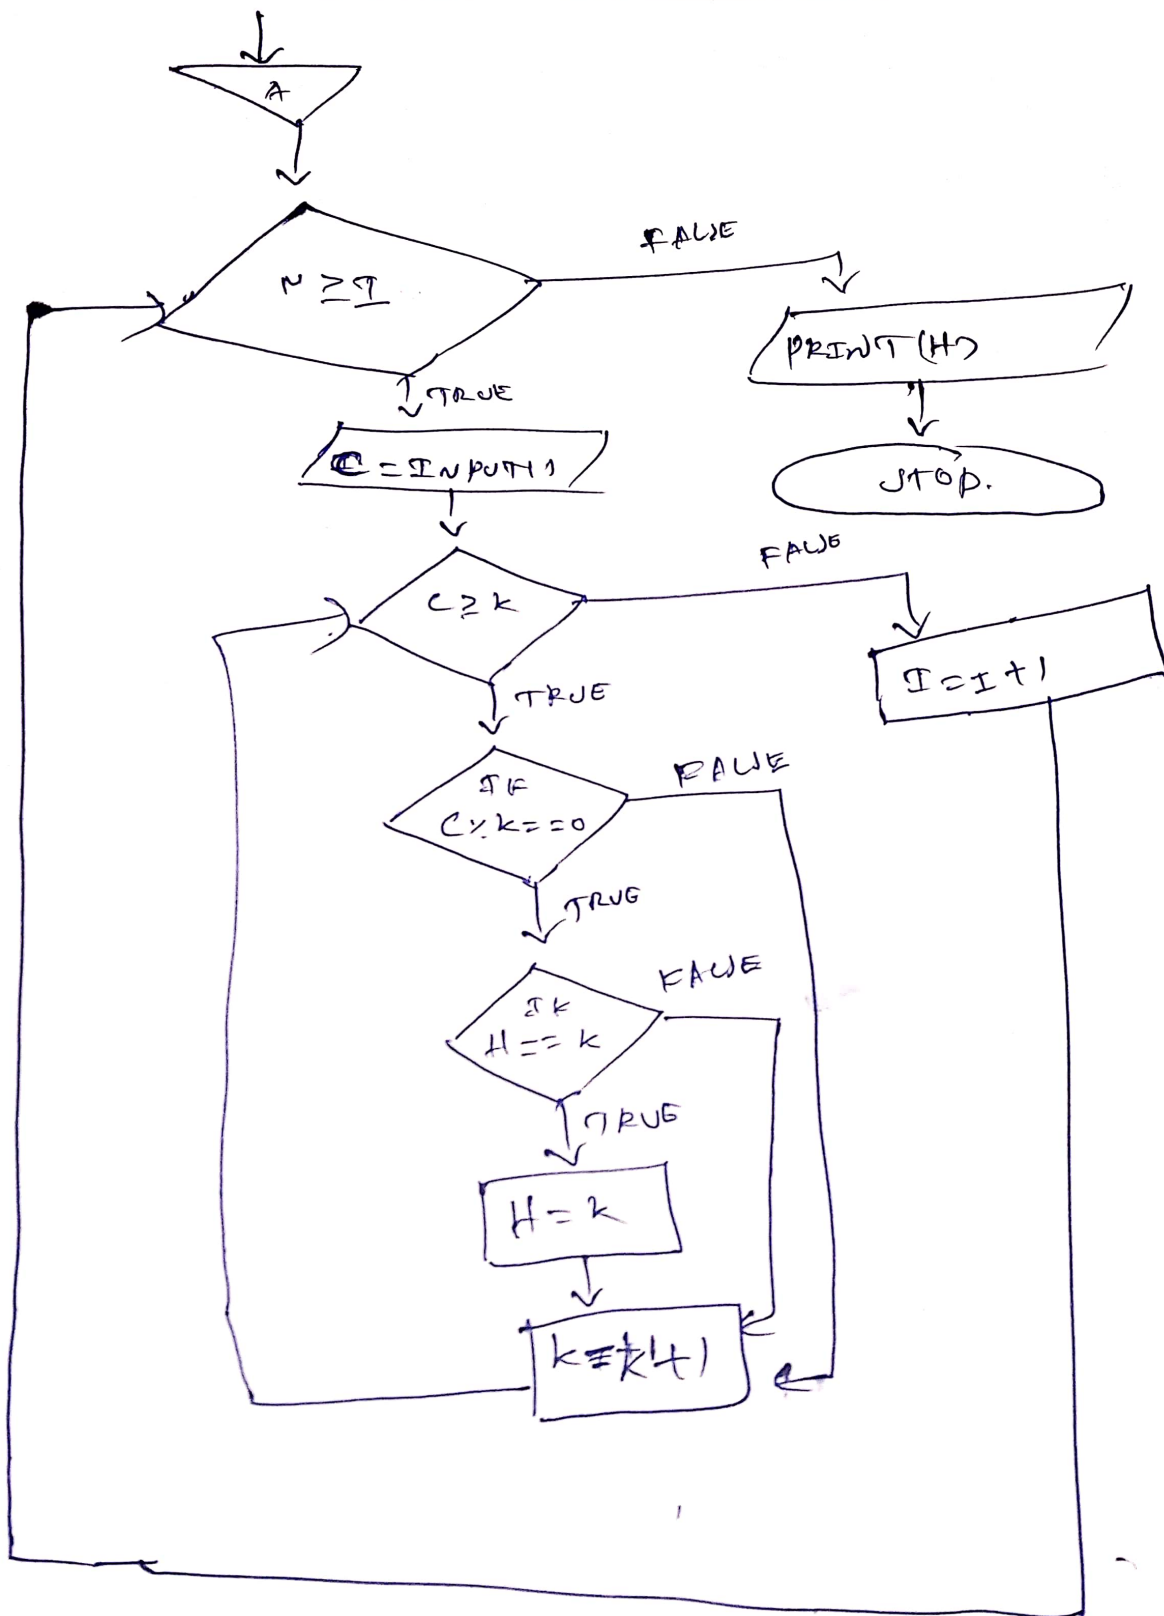 A
N ≥ I
FALSE
PRINT(H)
STOP.
TRUE
C = INPUT()
C ≥ K
FALSE
I = I + 1
TRUE
IF
C % K == 0
FALSE
TRUE
IF
H == K
FALSE
TRUE
H = K
K = K + 1